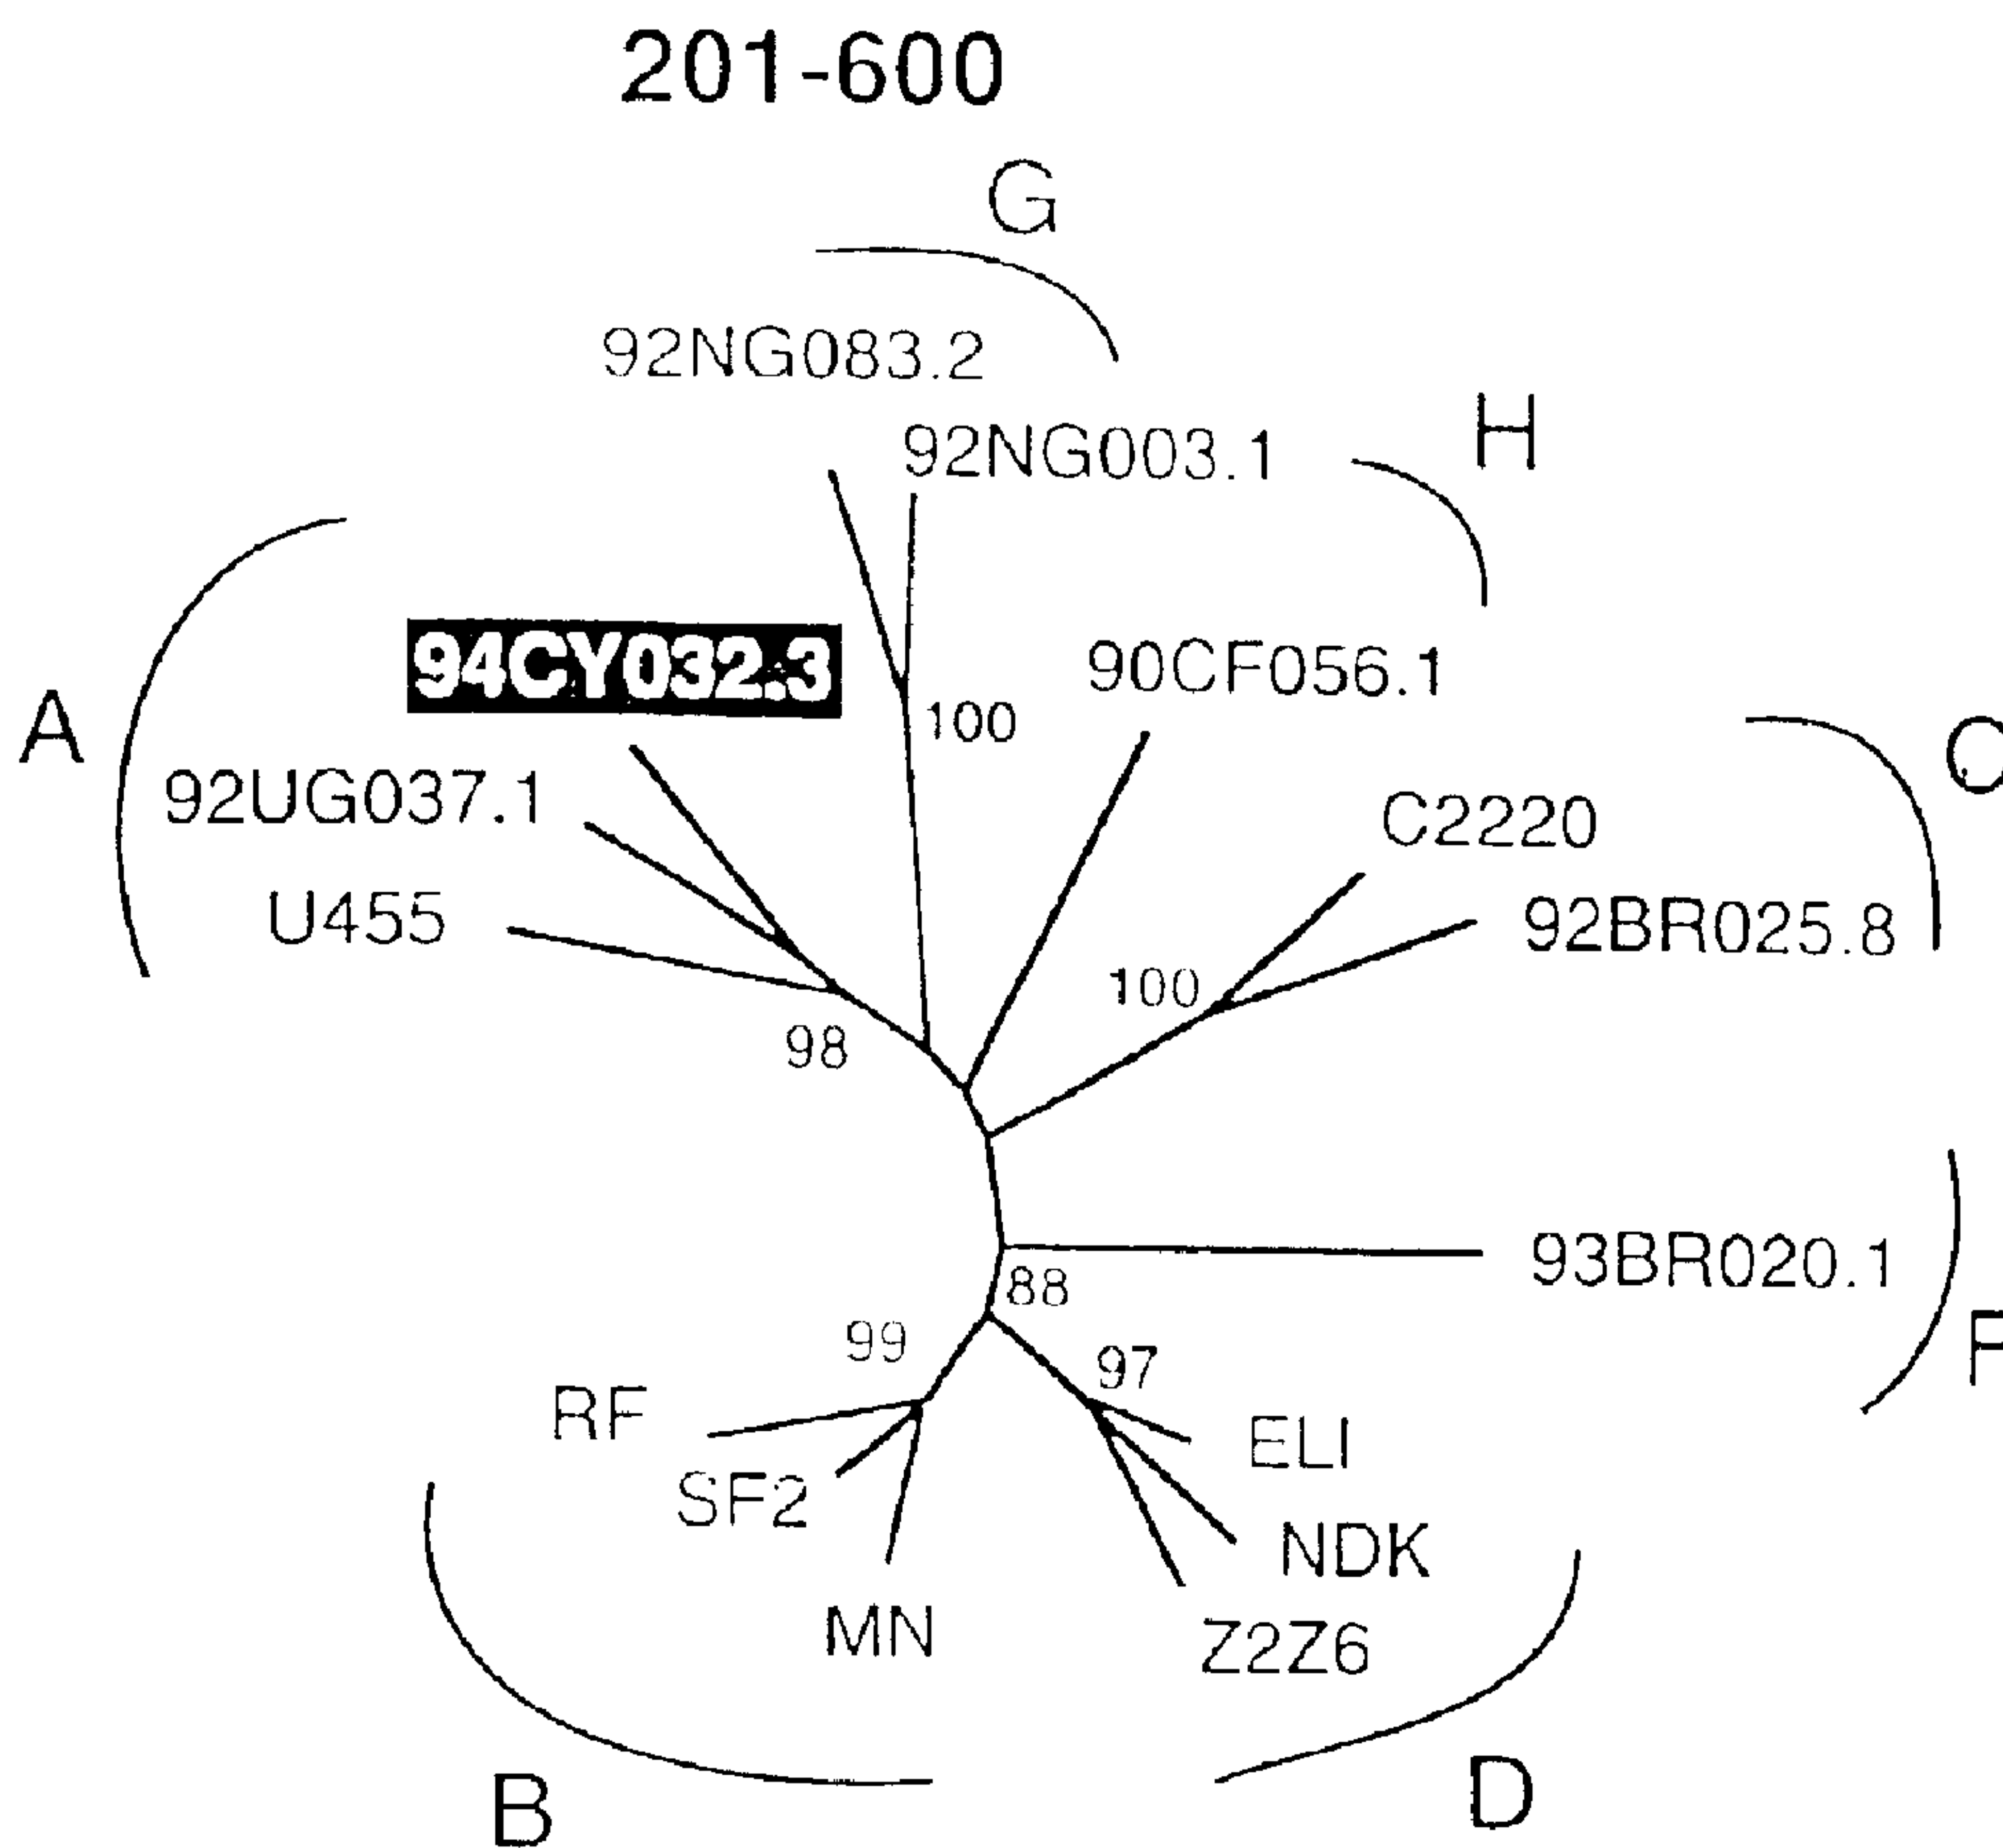 201-600
G
92NG083.2
92NG003.1
H
94CY032.3
90CF056.1
100
A
92UG037.1
C2220
C
U455
92BR025.8
100
98
93BR020.1
88
99
97
F
RF
ELI
SF2
NDK
MN
Z2Z6
B
D